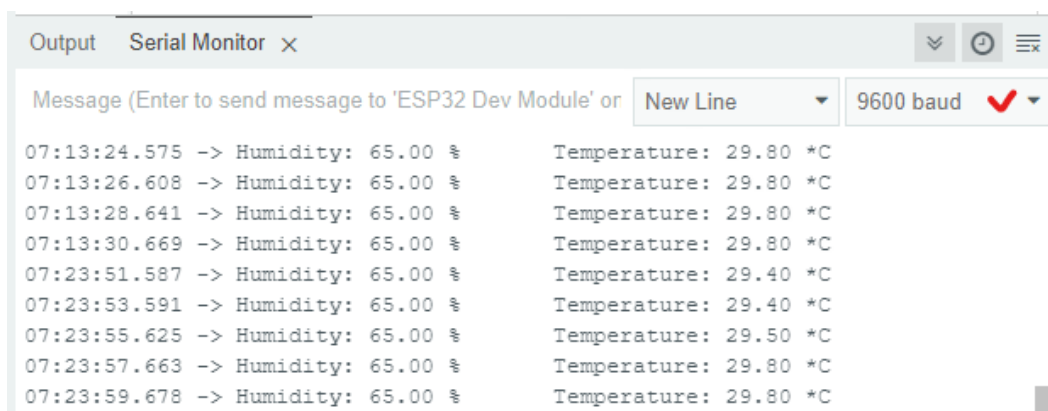 Output Serial Monitor ×
Message (Enter to send message to 'ESP32 Dev Module' on New Line 9600 baud
07:13:24.575 -> Humidity: 65.00 % Temperature: 29.80 *C
07:13:26.608 -> Humidity: 65.00 % Temperature: 29.80 *C
07:13:28.641 -> Humidity: 65.00 % Temperature: 29.80 *C
07:13:30.669 -> Humidity: 65.00 % Temperature: 29.80 *C
07:23:51.587 -> Humidity: 65.00 % Temperature: 29.40 *C
07:23:53.591 -> Humidity: 65.00 % Temperature: 29.40 *C
07:23:55.625 -> Humidity: 65.00 % Temperature: 29.50 *C
07:23:57.663 -> Humidity: 65.00 % Temperature: 29.80 *C
07:23:59.678 -> Humidity: 65.00 % Temperature: 29.80 *C